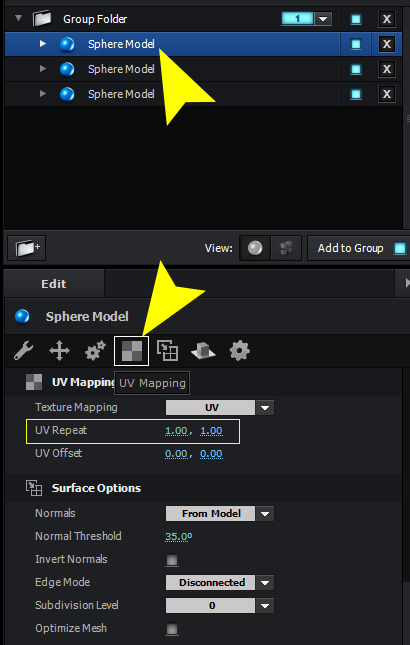 Group Folder 1 X
Sphere Model X
Sphere Model X
Sphere Model X
View: Add to Group
Edit
Sphere Model
UV Mapping
UV Mapping
Texture Mapping UV
UV Repeat 1.00, 1.00
UV Offset 0.00, 0.00
Surface Options
Normals From Model
Normal Threshold 35.0º
Invert Normals
Edge Mode Disconnected
Subdivision Level 0
Optimize Mesh